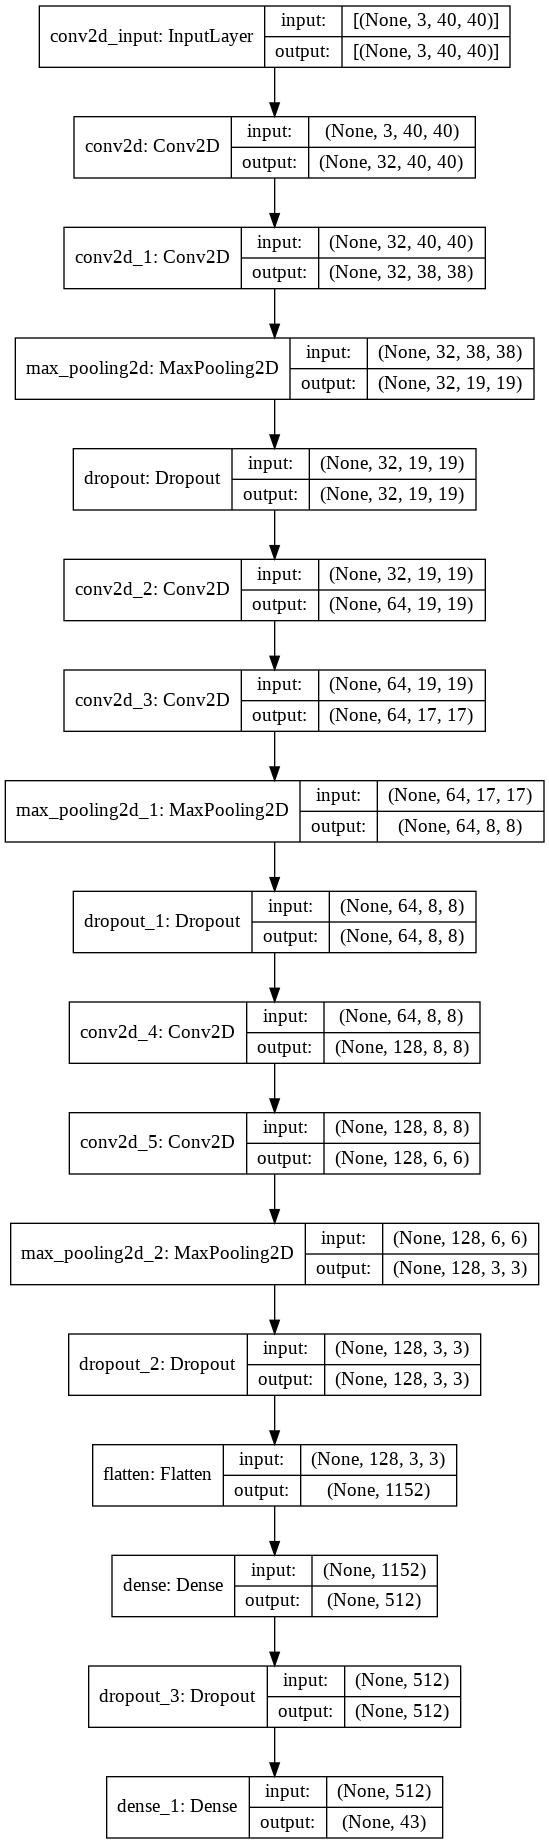 conv2d_input: InputLayer
input:
[(None, 3, 40, 40)]
output:
[(None, 3, 40, 40)]
conv2d: Conv2D
input:
(None, 3, 40, 40)
output:
(None, 32, 40, 40)
conv2d_1: Conv2D
input:
(None, 32, 40, 40)
output:
(None, 32, 38, 38)
max_pooling2d: MaxPooling2D
input:
(None, 32, 38, 38)
output:
(None, 32, 19, 19)
dropout: Dropout
input:
(None, 32, 19, 19)
output:
(None, 32, 19, 19)
conv2d_2: Conv2D
input:
(None, 32, 19, 19)
output:
(None, 64, 19, 19)
conv2d_3: Conv2D
input:
(None, 64, 19, 19)
output:
(None, 64, 17, 17)
max_pooling2d_1: MaxPooling2D
input:
(None, 64, 17, 17)
output:
(None, 64, 8, 8)
dropout_1: Dropout
input:
(None, 64, 8, 8)
output:
(None, 64, 8, 8)
conv2d_4: Conv2D
input:
(None, 64, 8, 8)
output:
(None, 128, 8, 8)
conv2d_5: Conv2D
input:
(None, 128, 8, 8)
output:
(None, 128, 6, 6)
max_pooling2d_2: MaxPooling2D
input:
(None, 128, 6, 6)
output:
(None, 128, 3, 3)
dropout_2: Dropout
input:
(None, 128, 3, 3)
output:
(None, 128, 3, 3)
flatten: Flatten
input:
(None, 128, 3, 3)
output:
(None, 1152)
dense: Dense
input:
(None, 1152)
output:
(None, 512)
dropout_3: Dropout
input:
(None, 512)
output:
(None, 512)
dense_1: Dense
input:
(None, 512)
output:
(None, 43)